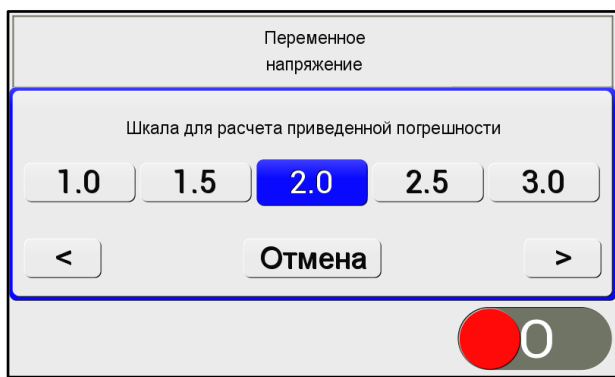 Переменное
напряжение
Шкала для расчета приведенной погрешности
1.0 1.5 2.0 2.5 3.0
< Отмена >
O